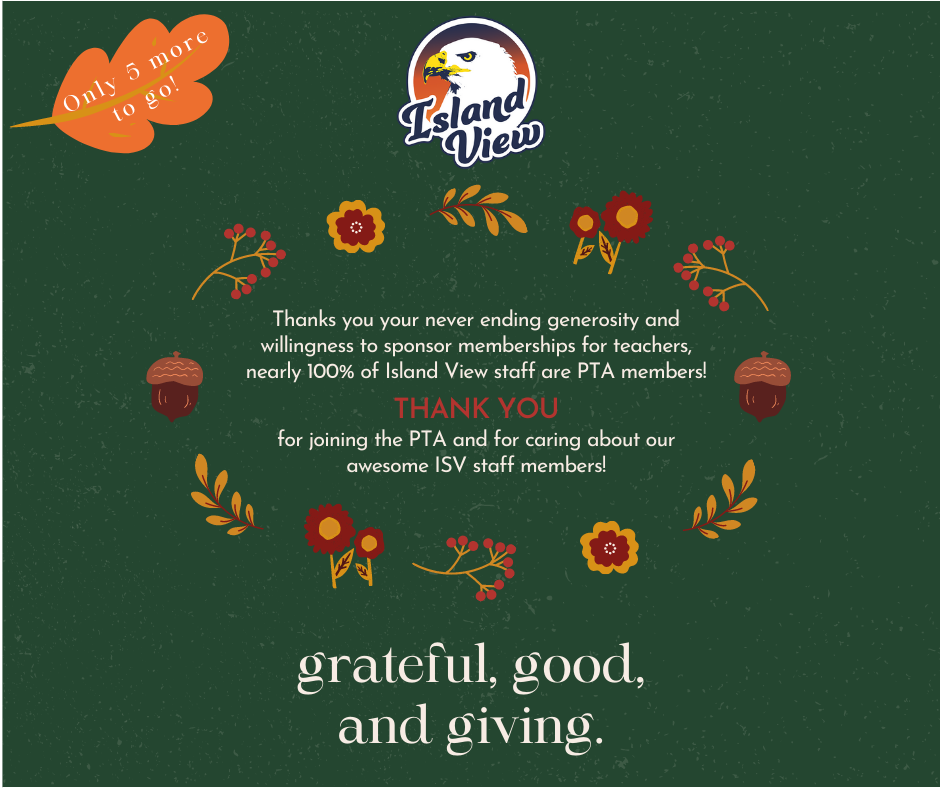 Only 5 more
to go!
Island
View
Thanks you your never ending generosity and
willingness to sponsor memberships for teachers,
nearly 100% of Island View staff are PTA members!
THANK YOU
for joining the PTA and for caring about our
awesome ISV staff members!
grateful, good,
and giving.